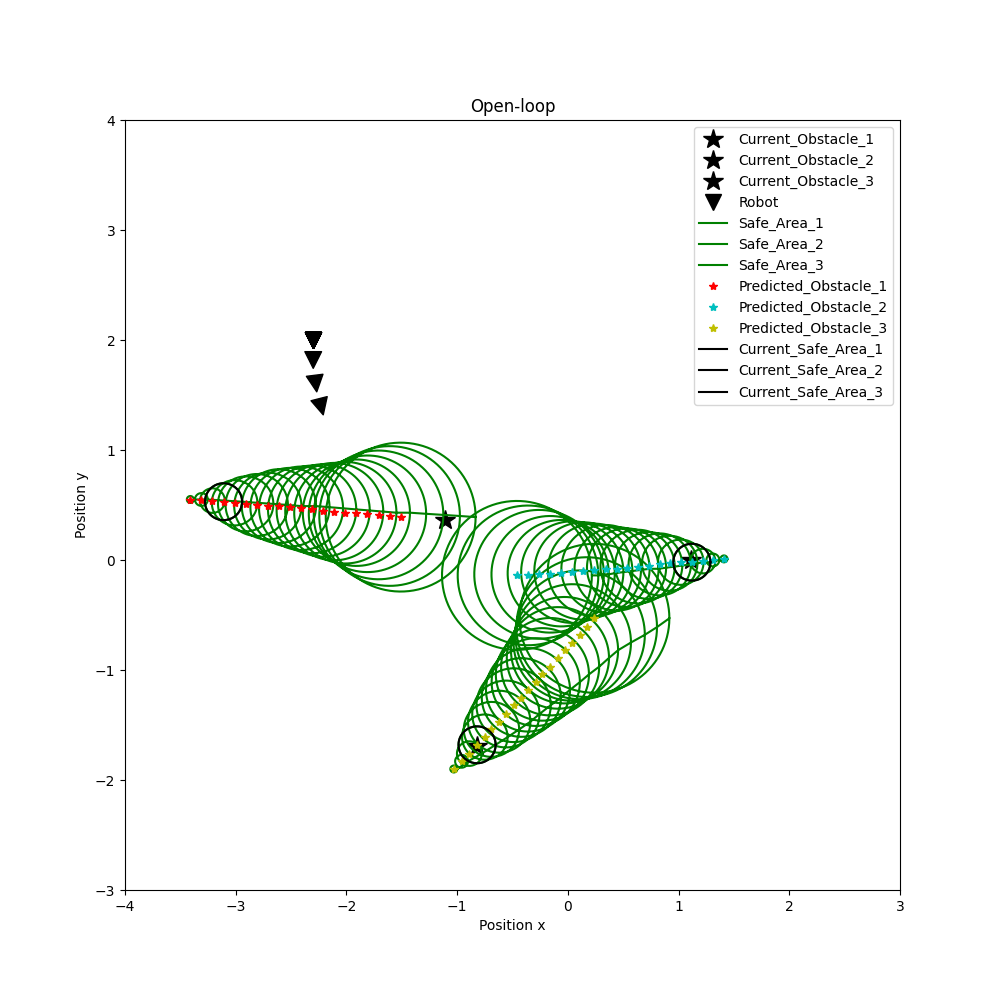 Open-loop
4
3
2
1
0
−1
−2
−3
Position y
−4
−3
−2
−1
0
1
2
3
Position x
Current_Obstacle_1
Current_Obstacle_2
Current_Obstacle_3
Robot
Safe_Area_1
Safe_Area_2
Safe_Area_3
Predicted_Obstacle_1
Predicted_Obstacle_2
Predicted_Obstacle_3
Current_Safe_Area_1
Current_Safe_Area_2
Current_Safe_Area_3